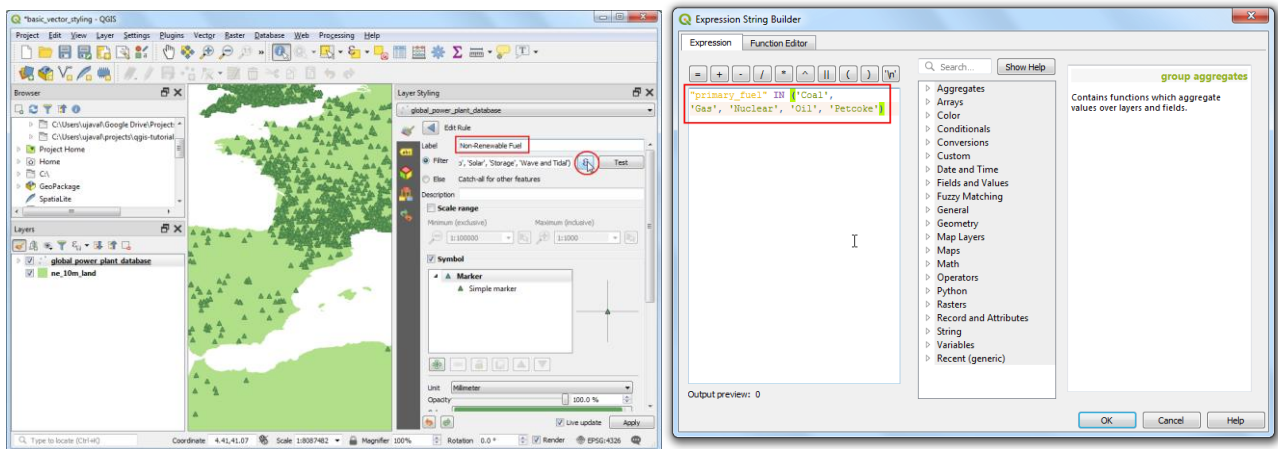 *basic_vector_styling - QGIS
Project Edit View Layer Settings Plugins Vector Raster Database Web Processing Help
Browser
C:\Users\ujaval\Google Drive\Project:
C:\Users\ujaval\projects\qgis-tutorial
Project Home
Home
C:\
GeoPackage
SpatiaLite
Layers
global power plant database
ne_10m_land
Layer Styling
global_power_plant_database
Edit Rule
Label Non-Renewable Fuel
Filter ɔ', 'Solar', 'Storage', 'Wave and Tidal') ε Test
Else Catch-all for other features
Description
Scale range
Minimum (exclusive) Maximum (inclusive)
1:100000 1:1000
Symbol
Marker
Simple marker
Unit Millimeter
Opacity 100.0 %
Live update Apply
Type to locate (Ctrl+K) Coordinate 4.41,41.07 Scale 1:8087482 Magnifier 100% Rotation 0.0 ° Render EPSG:4326
Expression String Builder
Expression Function Editor
= + - / * ^ || ( ) '\n'
"primary_fuel" IN ('Coal',
'Gas', 'Nuclear', 'Oil', 'Petcoke')
Output preview: 0
Search... Show Help
Aggregates
Arrays
Color
Conditionals
Conversions
Custom
Date and Time
Fields and Values
Fuzzy Matching
General
Geometry
Map Layers
Maps
Math
Operators
Python
Rasters
Record and Attributes
String
Variables
Recent (generic)
group aggregates
Contains functions which aggregate
values over layers and fields.
OK Cancel Help